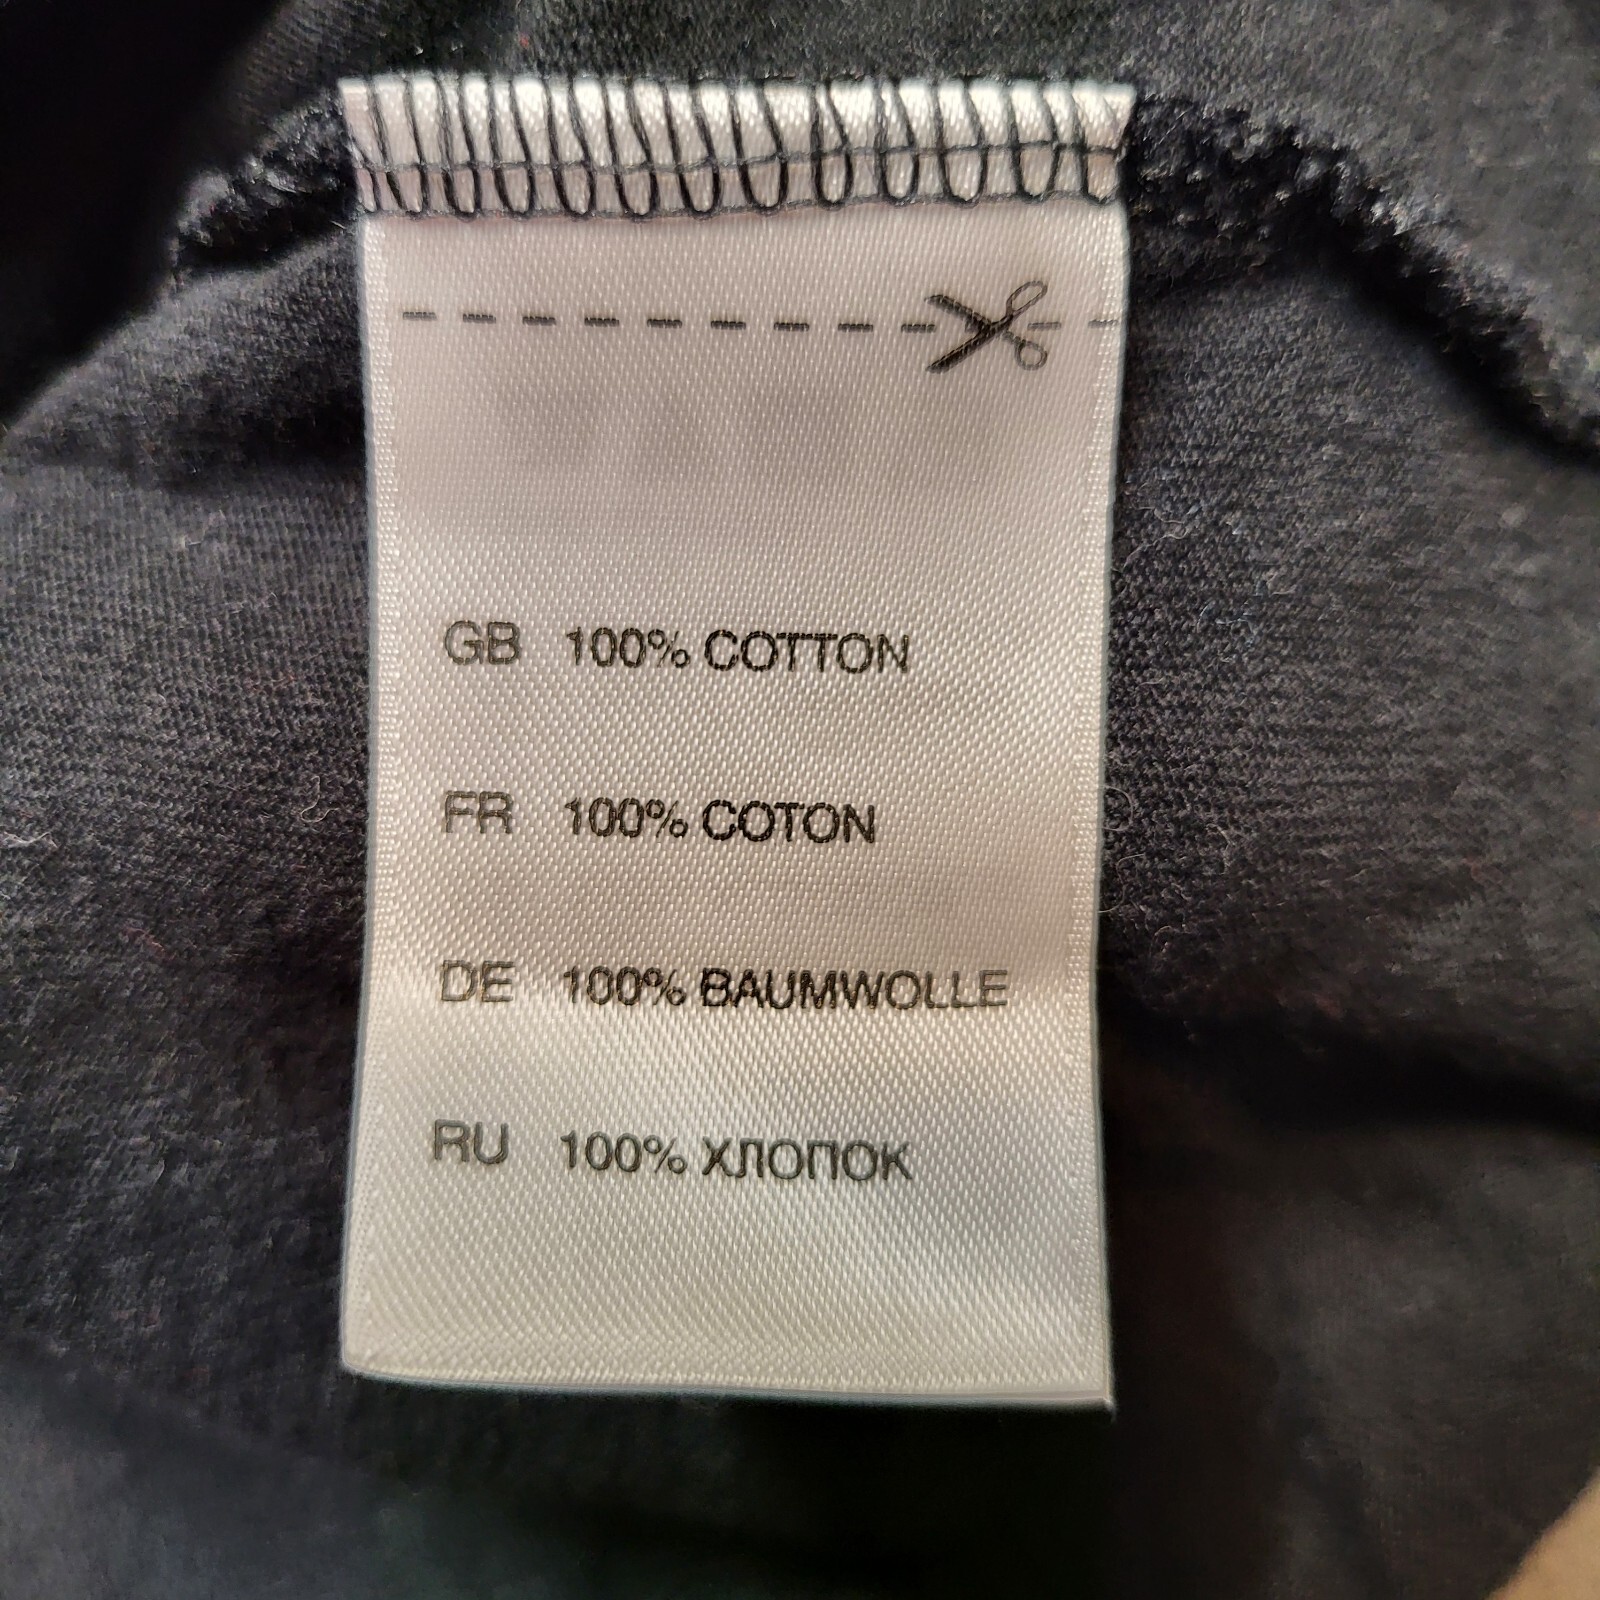 GB 100% COTTON
FR 100% COTON
DE 100% BAUMWOLLE
RU 100% ХЛОПОК